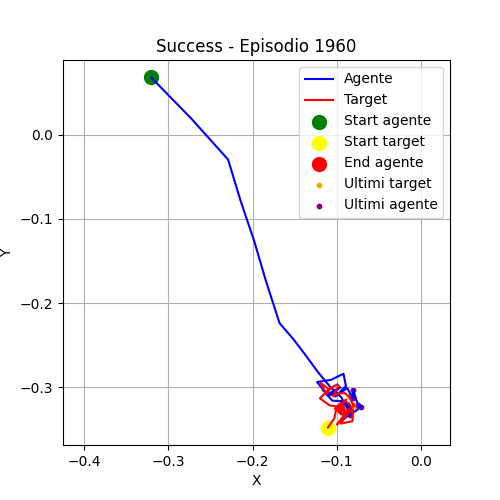 Success - Episodio 1960
Agente
Target
Start agente
Start target
End agente
Ultimi target
Ultimi agente
0.0
−0.1
−0.2
−0.3
Y
−0.4
−0.3
−0.2
−0.1
0.0
X